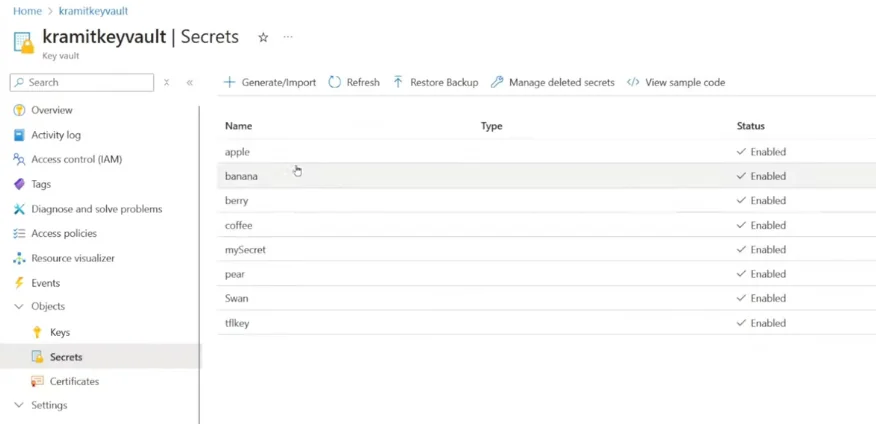 Home > kramitkeyvault
kramitkeyvault | Secrets
Key vault
Search
Generate/Import Refresh Restore Backup Manage deleted secrets View sample code
Overview
Activity log
Access control (IAM)
Tags
Diagnose and solve problems
Access policies
Resource visualizer
Events
Objects
Keys
Secrets
Certificates
Settings
Name Type Status
apple Enabled
banana Enabled
berry Enabled
coffee Enabled
mySecret Enabled
pear Enabled
Swan Enabled
tflkey Enabled